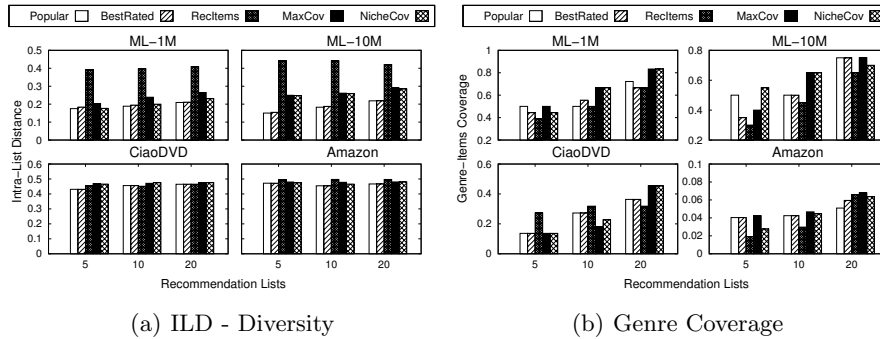 Popular BestRated RecItems MaxCov NicheCov
ML−1M ML−10M
0.5
0.4
0.3
0.2
0.1
0
CiaoDVD Amazon
0.6
0.5
0.4
0.3
0.2
0.1
0
Intra−List Distance
5 10 20 5 10 20
Recommendation Lists
(a) ILD - Diversity
Popular BestRated RecItems MaxCov NicheCov
ML−1M ML−10M
1 0.8
0.8
0.6 0.6
0.4 0.4
0.2 0.2
CiaoDVD Amazon
0.6 0.1
0.08
0.4 0.06
0.2 0.04
0.02
0 0
Genre−Items Coverage
5 10 20 5 10 20
Recommendation Lists
(b) Genre Coverage